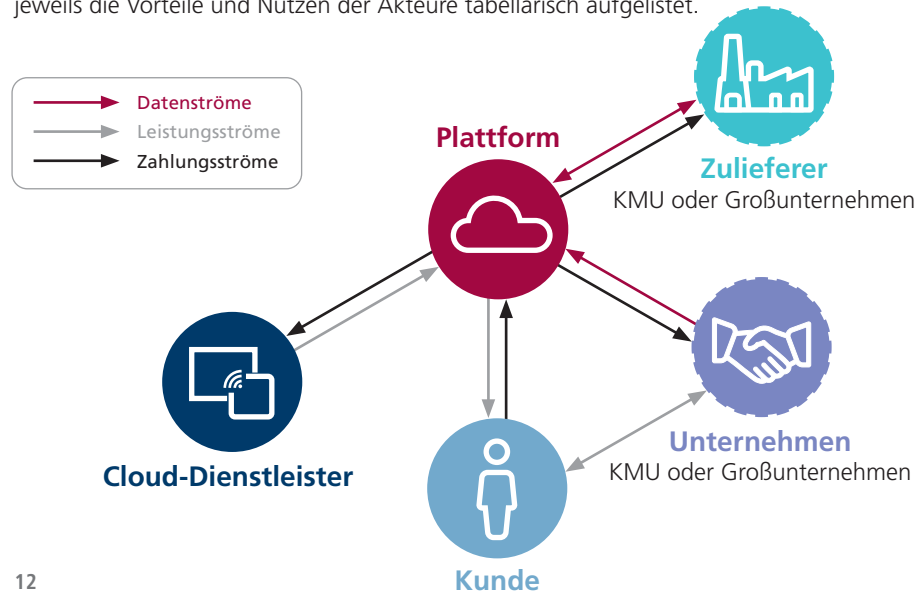 jeweils die Vorteile und Nutzen der Akteure tabellarisch aufgelistet.
Datenströme
Leistungsströme
Zahlungsströme
Plattform
Zulieferer
KMU oder Großunternehmen
Unternehmen
KMU oder Großunternehmen
Cloud-Dienstleister
Kunde
12